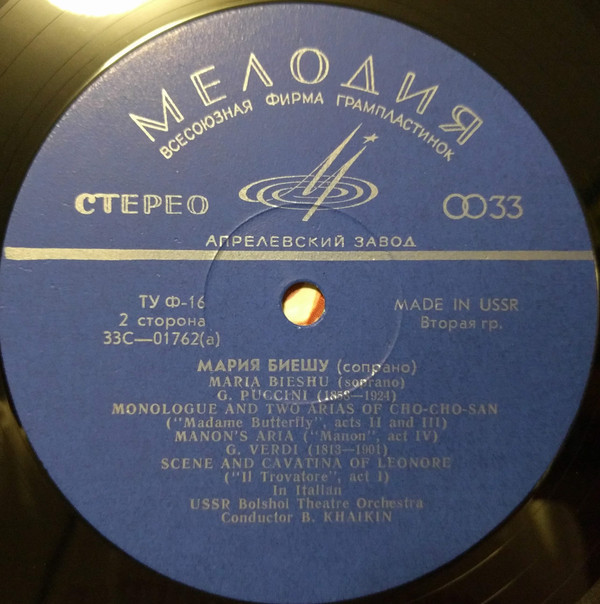 МЕЛОДИЯ
ВСЕСОЮЗНАЯ ФИРМА ГРАМПЛАСТИНОК
СТЕРЕО
33
АПРЕЛЕВСКИЙ ЗАВОД
ТУ Ф-16
2 сторона
33С—01762(а)
MADE IN USSR
Вторая гр.
МАРИЯ БИЕШУ (сопрано)
MARIA BIESHU (soprano)
G. PUCCINI (1858—1924)
MONOLOGUE AND TWO ARIAS OF CHO-CHO-SAN
("Madame Butterfly", acts II and III)
MANON'S ARIA ("Manon", act IV)
G. VERDI (1813—1901)
SCENE AND CAVATINA OF LEONORE
("Il Trovatore", act I)
In Italian
USSR Bolshoi Theatre Orchestra
Conductor B. KHAIKIN